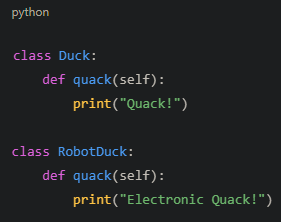 python
class Duck:
    def quack(self):
        print("Quack!")
class RobotDuck:
    def quack(self):
        print("Electronic Quack!")